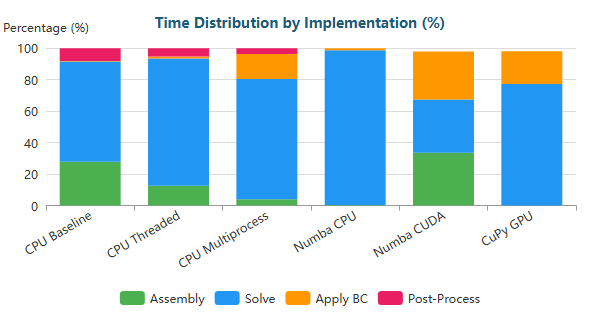 Time Distribution by Implementation (%)
Percentage (%)
100
80
60
40
20
0
CPU Baseline
CPU Threaded
CPU Multiprocess
Numba CPU
Numba CUDA
CuPy GPU
Assembly Solve Apply BC Post-Process